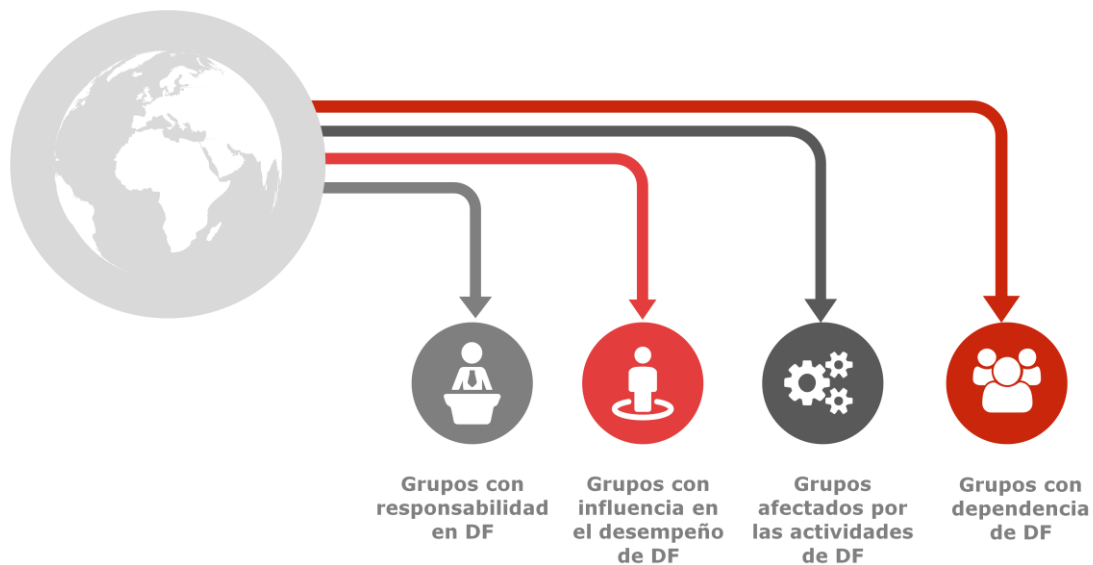 Grupos con
responsabilidad
en DF
Grupos con
influencia en
el desempeño
de DF
Grupos
afectados por
las actividades
de DF
Grupos con
dependencia
de DF